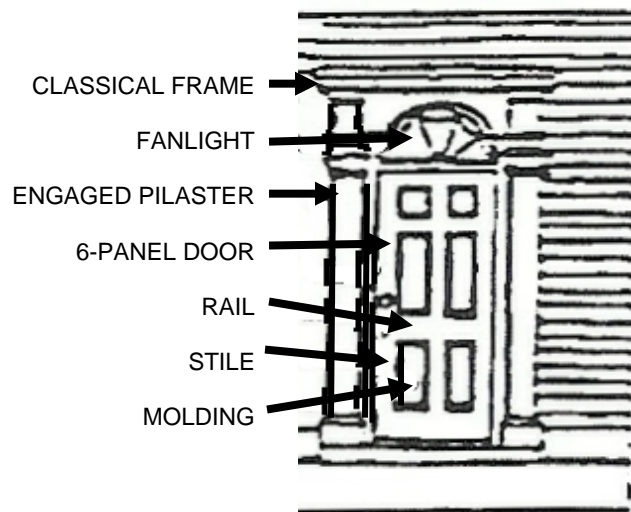 CLASSICAL FRAME
FANLIGHT
ENGAGED PILASTER
6-PANEL DOOR
RAIL
STILE
MOLDING